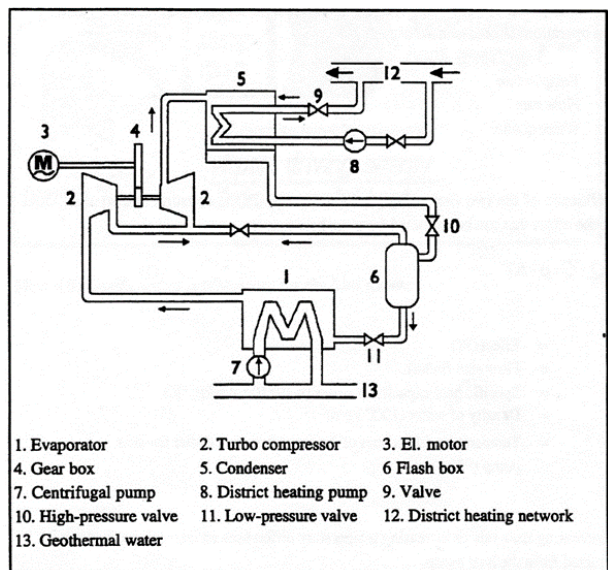 5
12
9
3
4
M
8
2
2
10
6
1
11
7
13
1. Evaporator 2. Turbo compressor 3. El. motor
4. Gear box 5. Condenser 6 Flash box
7. Centrifugal pump 8. District heating pump 9. Valve
10. High-pressure valve 11. Low-pressure valve 12. District heating network
13. Geothermal water